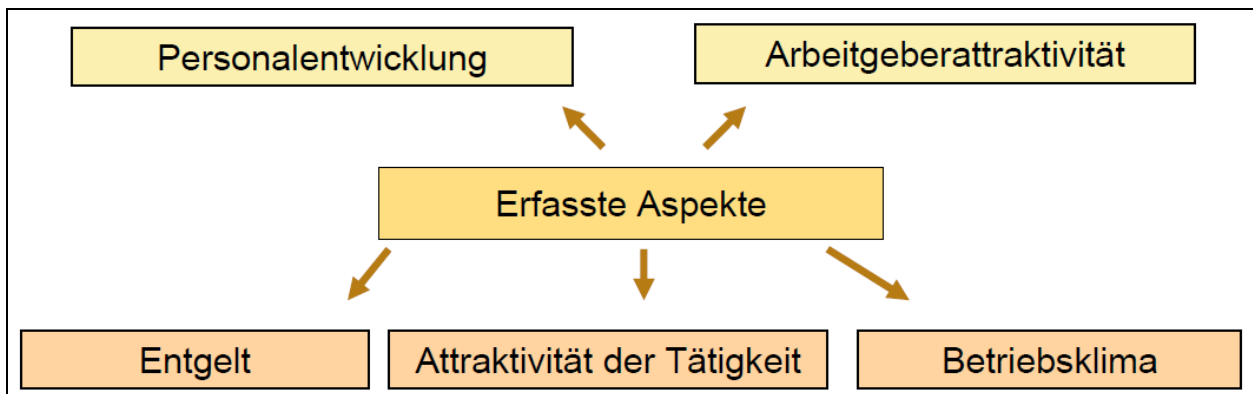 Personalentwicklung
Arbeitgeberattraktivität
Erfasste Aspekte
Entgelt
Attraktivität der Tätigkeit
Betriebsklima